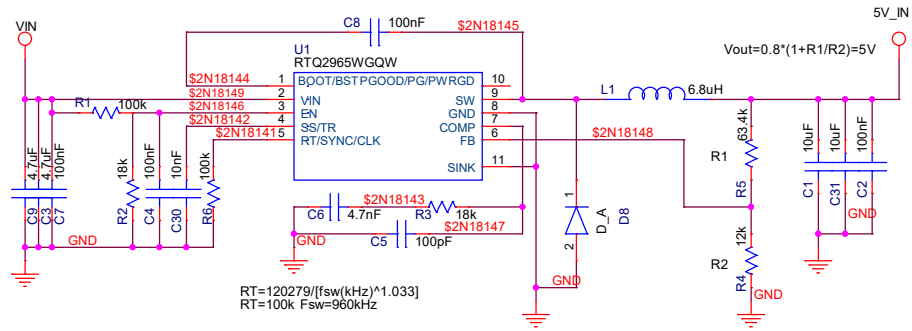 VIN
5V_IN
C8
100nF
$2N18145
Vout=0.8*(1+R1/R2)=5V
U1
RTQ2965WGQW
$2N18144
1
BOOT/BST
PGOOD/PG/PWRGD
10
$2N18149
2
VIN
SW
9
L1
6.8uH
R1
100k
$2N18146
3
EN
GND
8
$2N18142
4
SS/TR
COMP
7
$2N18141
5
RT/SYNC/CLK
FB
6
$2N18148
SINK
11
4.7uF
4.7uF
100nF
18k
100nF
10nF
100k
C9
C3
C7
R2
C4
C30
R6
GND
C6
4.7nF
$2N18143
R3
18k
$2N18147
C5
100pF
GND
1
2
D_A
D8
GND
63.4k
R1
R5
12k
R2
R4
GND
10uF
10uF
100nF
C1
C31
C2
GND
RT=120279/[fsw(kHz)^1.033]
RT=100k Fsw=960kHz